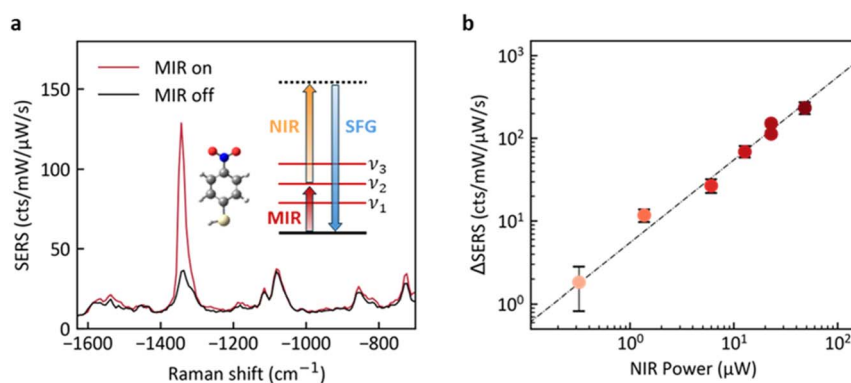 a
SERS (cts/mW/μW/s)
150
100
50
0
MIR on
MIR off
NIR
SFG
MIR
ν3
ν2
ν1
−1600
−1400
−1200
−1000
−800
Raman shift (cm⁻¹)
b
ΔSERS (cts/mW/μW/s)
10³
10²
10¹
10⁰
10⁰
10¹
10²
NIR Power (μW)